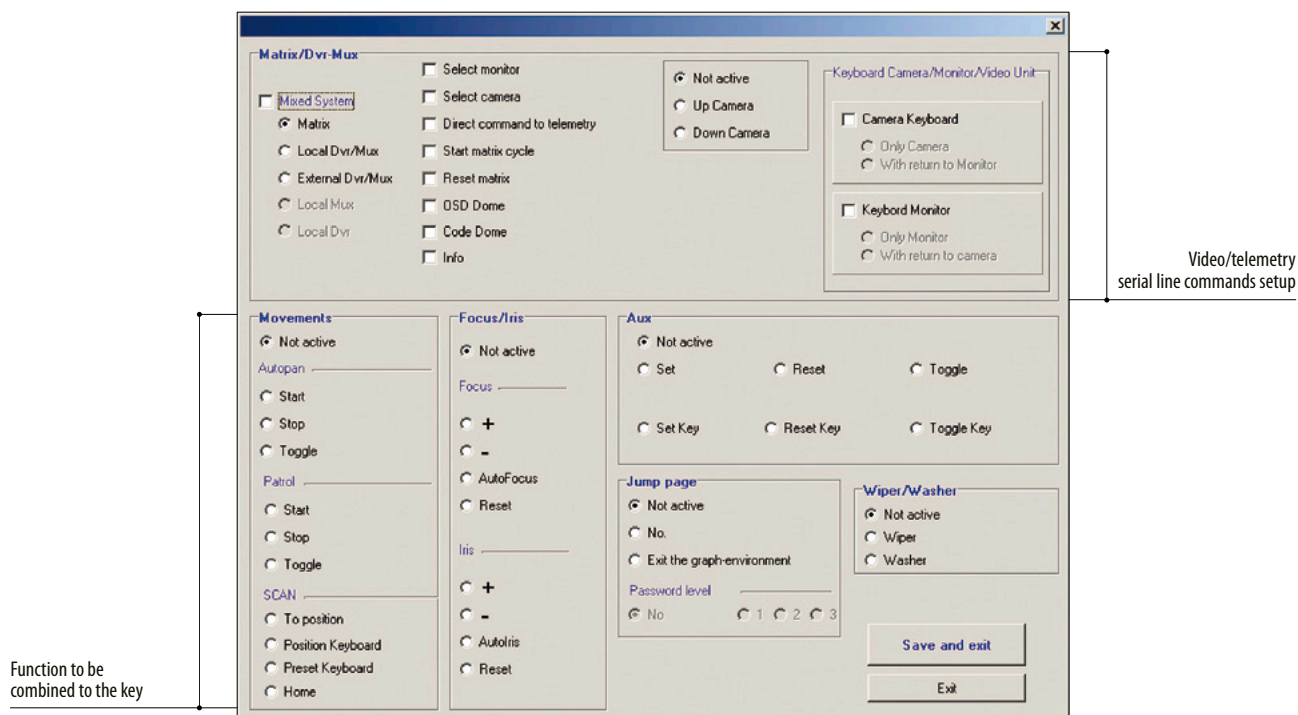 Matrix/Dvr-Mux
Mixed System
Matrix
Local Dvr/Mux
External Dvr/Mux
Local Mux
Local Dvr
Select monitor
Select camera
Direct command to telemetry
Start matrix cycle
Reset matrix
OSD Dome
Code Dome
Info
Not active
Up Camera
Down Camera
Keyboard Camera/Monitor/Video Unit
Camera Keyboard
Only Camera
With return to Monitor
Keybord Monitor
Only Monitor
With return to camera
Video/telemetry
serial line commands setup
Movements
Not active
Autopan
Start
Stop
Toggle
Patrol
Start
Stop
Toggle
SCAN
To position
Position Keyboard
Preset Keyboard
Home
Focus/Iris
Not active
Focus
+
-
AutoFocus
Reset
Iris
+
-
AutoIris
Reset
Aux
Not active
Set
Reset
Toggle
Set Key
Reset Key
Toggle Key
Jump page
Not active
No.
Exit the graph-environment
Password level
No
1
2
3
Wiper/Washer
Not active
Wiper
Washer
Save and exit
Exit
Function to be
combined to the key